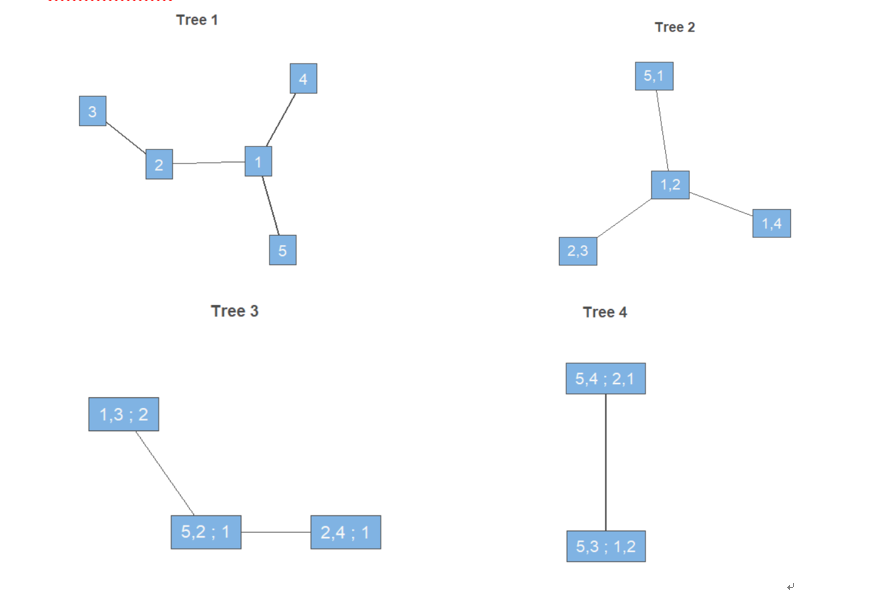 Tree 1
4
3
2
1
5
Tree 2
5,1
1,2
1,4
2,3
Tree 3
1,3 ; 2
5,2 ; 1
2,4 ; 1
Tree 4
5,4 ; 2,1
5,3 ; 1,2